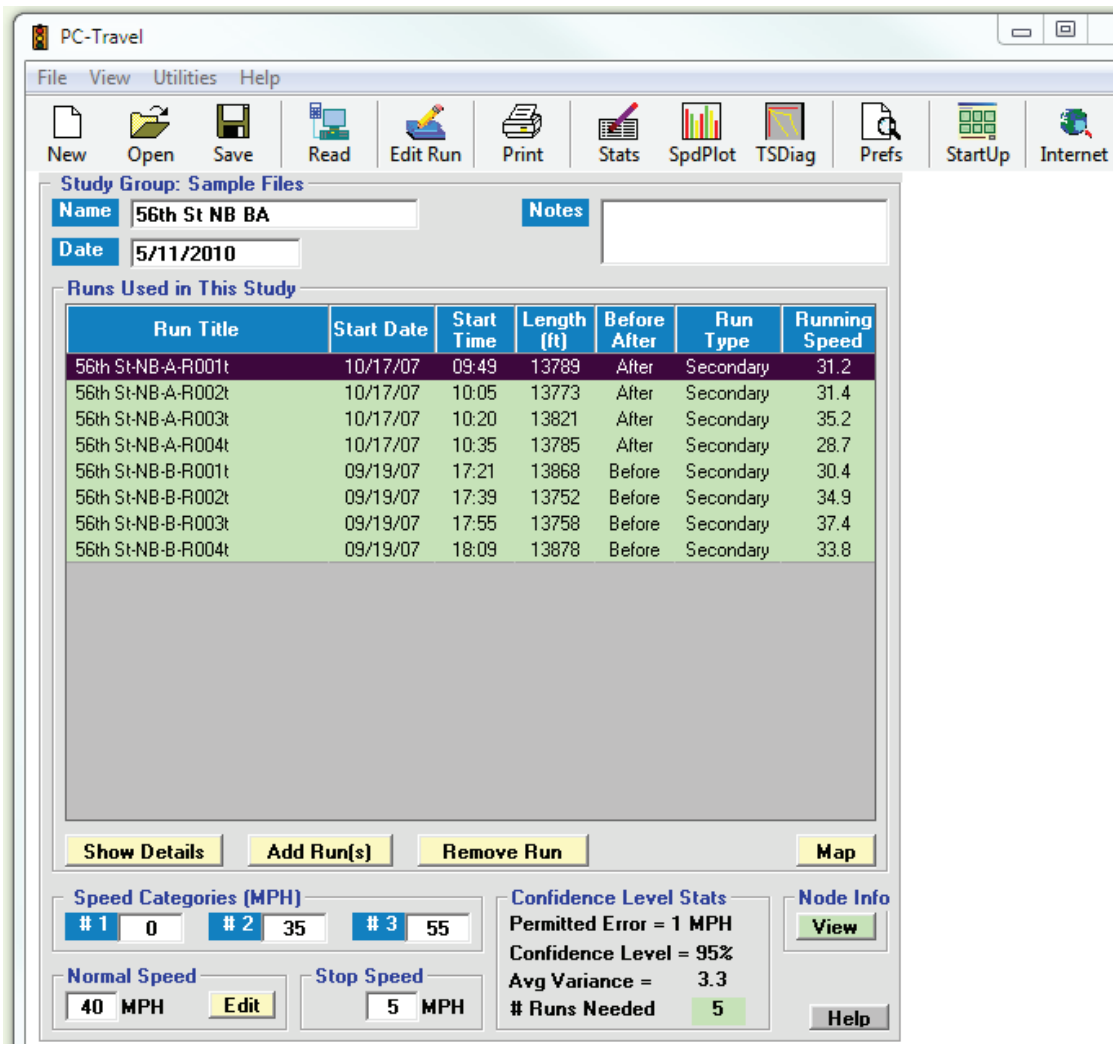 PC-Travel
File View Utilities Help
New Open Save Read Edit Run Print Stats SpdPlot TSDiag Prefs StartUp Internet
Study Group: Sample Files
Name 56th St NB BA Notes
Date 5/11/2010
Runs Used in This Study
Run Title Start Date Start Time Length (ft) Before After Run Type Running Speed
56th St-NB-A-R001t 10/17/07 09:49 13789 After Secondary 31.2
56th St-NB-A-R002t 10/17/07 10:05 13773 After Secondary 31.4
56th St-NB-A-R003t 10/17/07 10:20 13821 After Secondary 35.2
56th St-NB-A-R004t 10/17/07 10:35 13785 After Secondary 28.7
56th St-NB-B-R001t 09/19/07 17:21 13868 Before Secondary 30.4
56th St-NB-B-R002t 09/19/07 17:39 13752 Before Secondary 34.9
56th St-NB-B-R003t 09/19/07 17:55 13758 Before Secondary 37.4
56th St-NB-B-R004t 09/19/07 18:09 13878 Before Secondary 33.8
Show Details Add Run(s) Remove Run Map
Speed Categories (MPH)
# 1 0 # 2 35 # 3 55
Normal Speed
40 MPH Edit
Stop Speed
5 MPH
Confidence Level Stats
Permitted Error = 1 MPH
Confidence Level = 95%
Avg Variance = 3.3
# Runs Needed 5
Node Info
View
Help